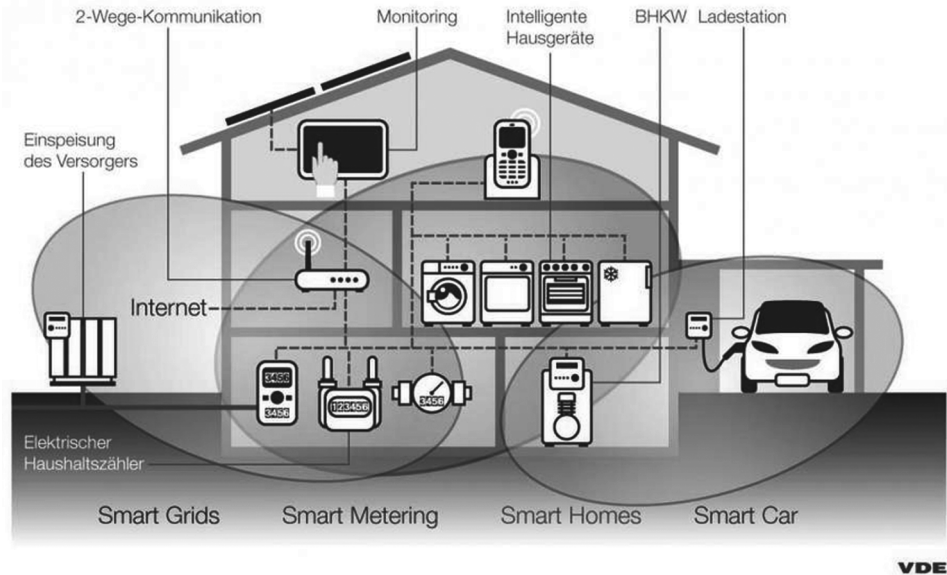 2-Wege-Kommunikation
Monitoring
Intelligente
Hausgeräte
BHKW
Ladestation
Einspeisung
des Versorgers
Internet
3456
3456
123456
3456
Elektrischer
Haushaltszähler
Smart Grids
Smart Metering
Smart Homes
Smart Car
VDE